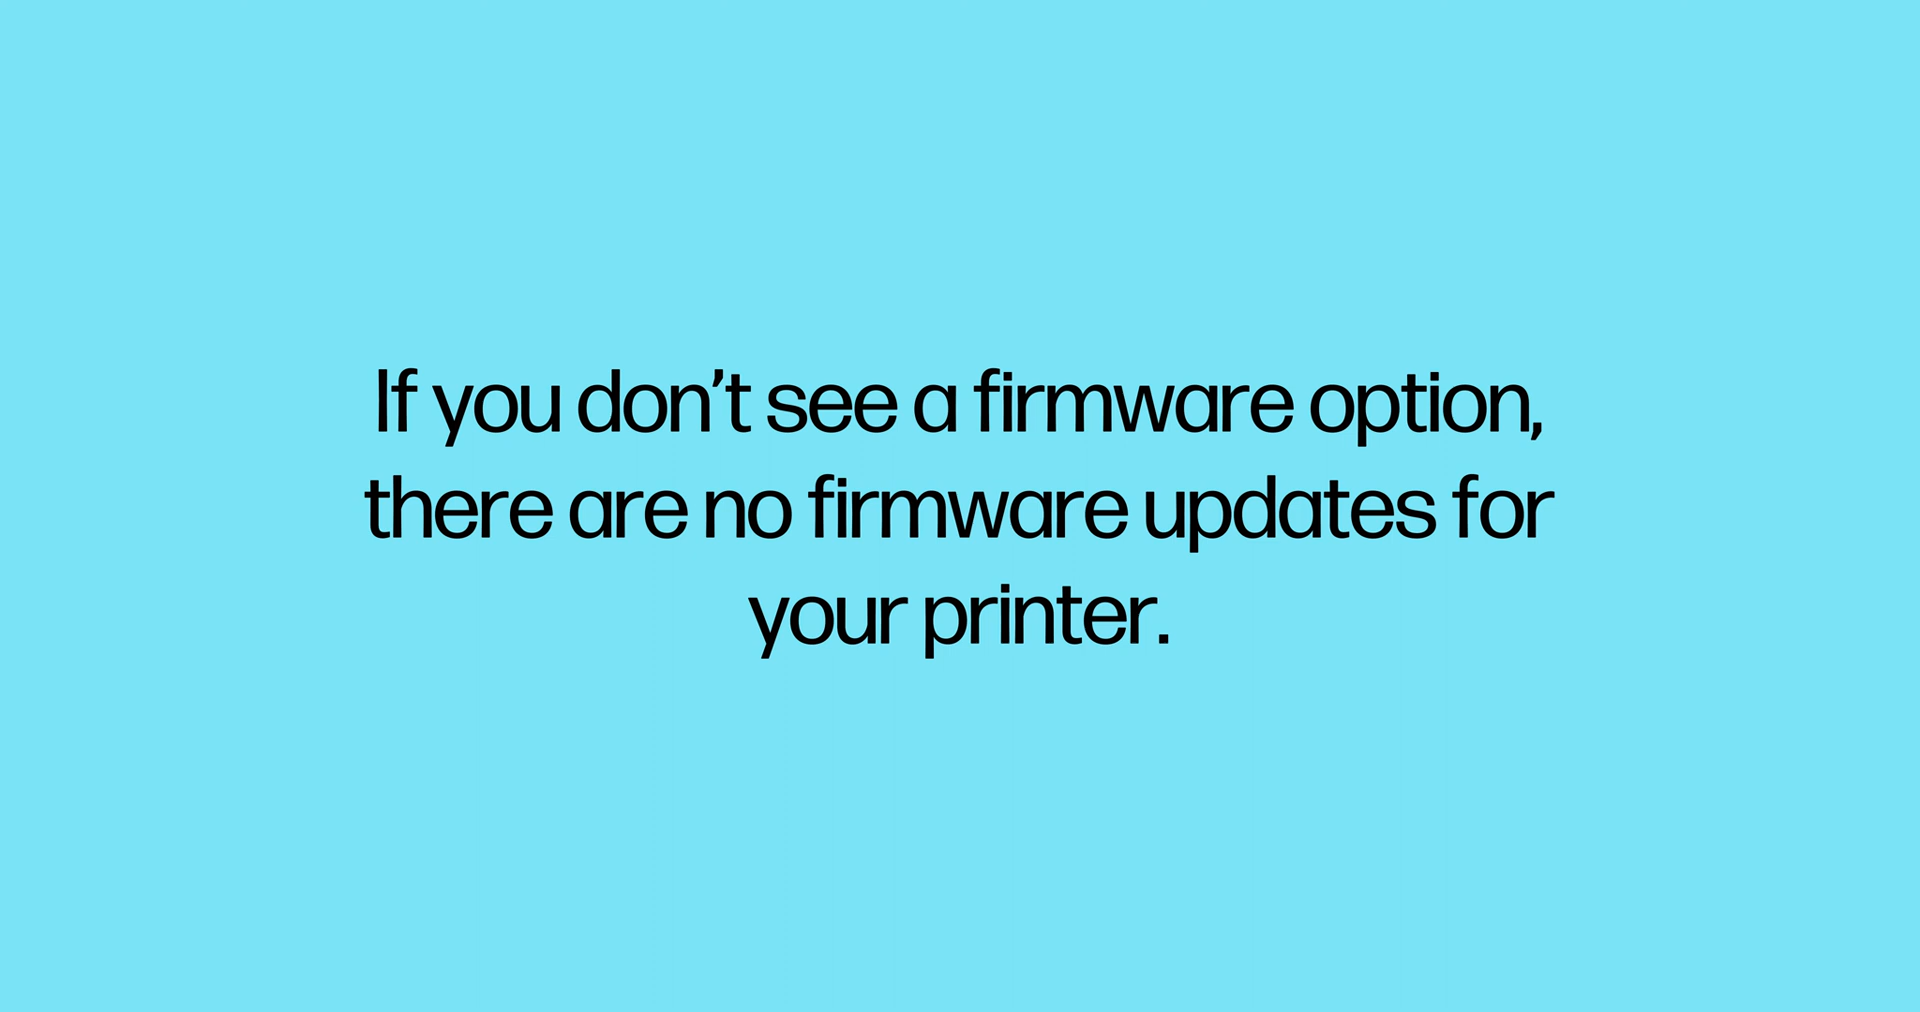 If you don’t see a firmware option,
there are no firmware updates for
your printer.